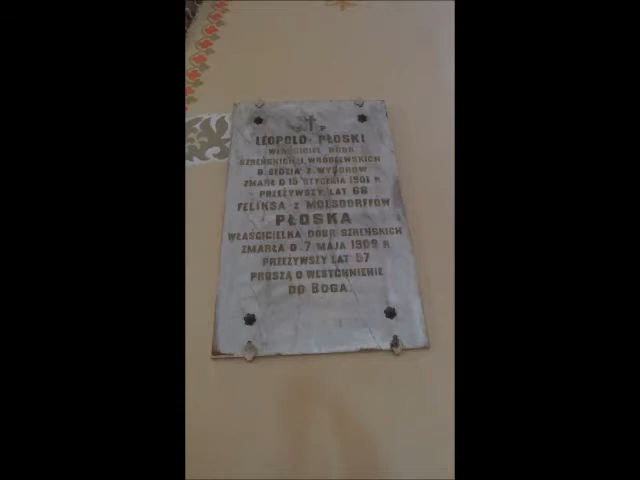 Ś. † P.
LEOPOLD PŁOSKI
WŁAŚCICIEL DÓBR
SZREŃSKICH I WRÓBLEWSKICH
B. SĘDZIA Z WYBORÓW
ZMARŁ D. 15 STYCZNIA 1901 R.
PRZEŻYWSZY LAT 68
FELIKSA Z MOLSDORFFÓW
PŁOSKA
WŁAŚCICIELKA DÓBR SZREŃSKICH
ZMARŁA D. 7 MAJA 1909 R.
PRZEŻYWSZY LAT 57
PROSZĄ O WESTCHNIENIE
DO BOGA.